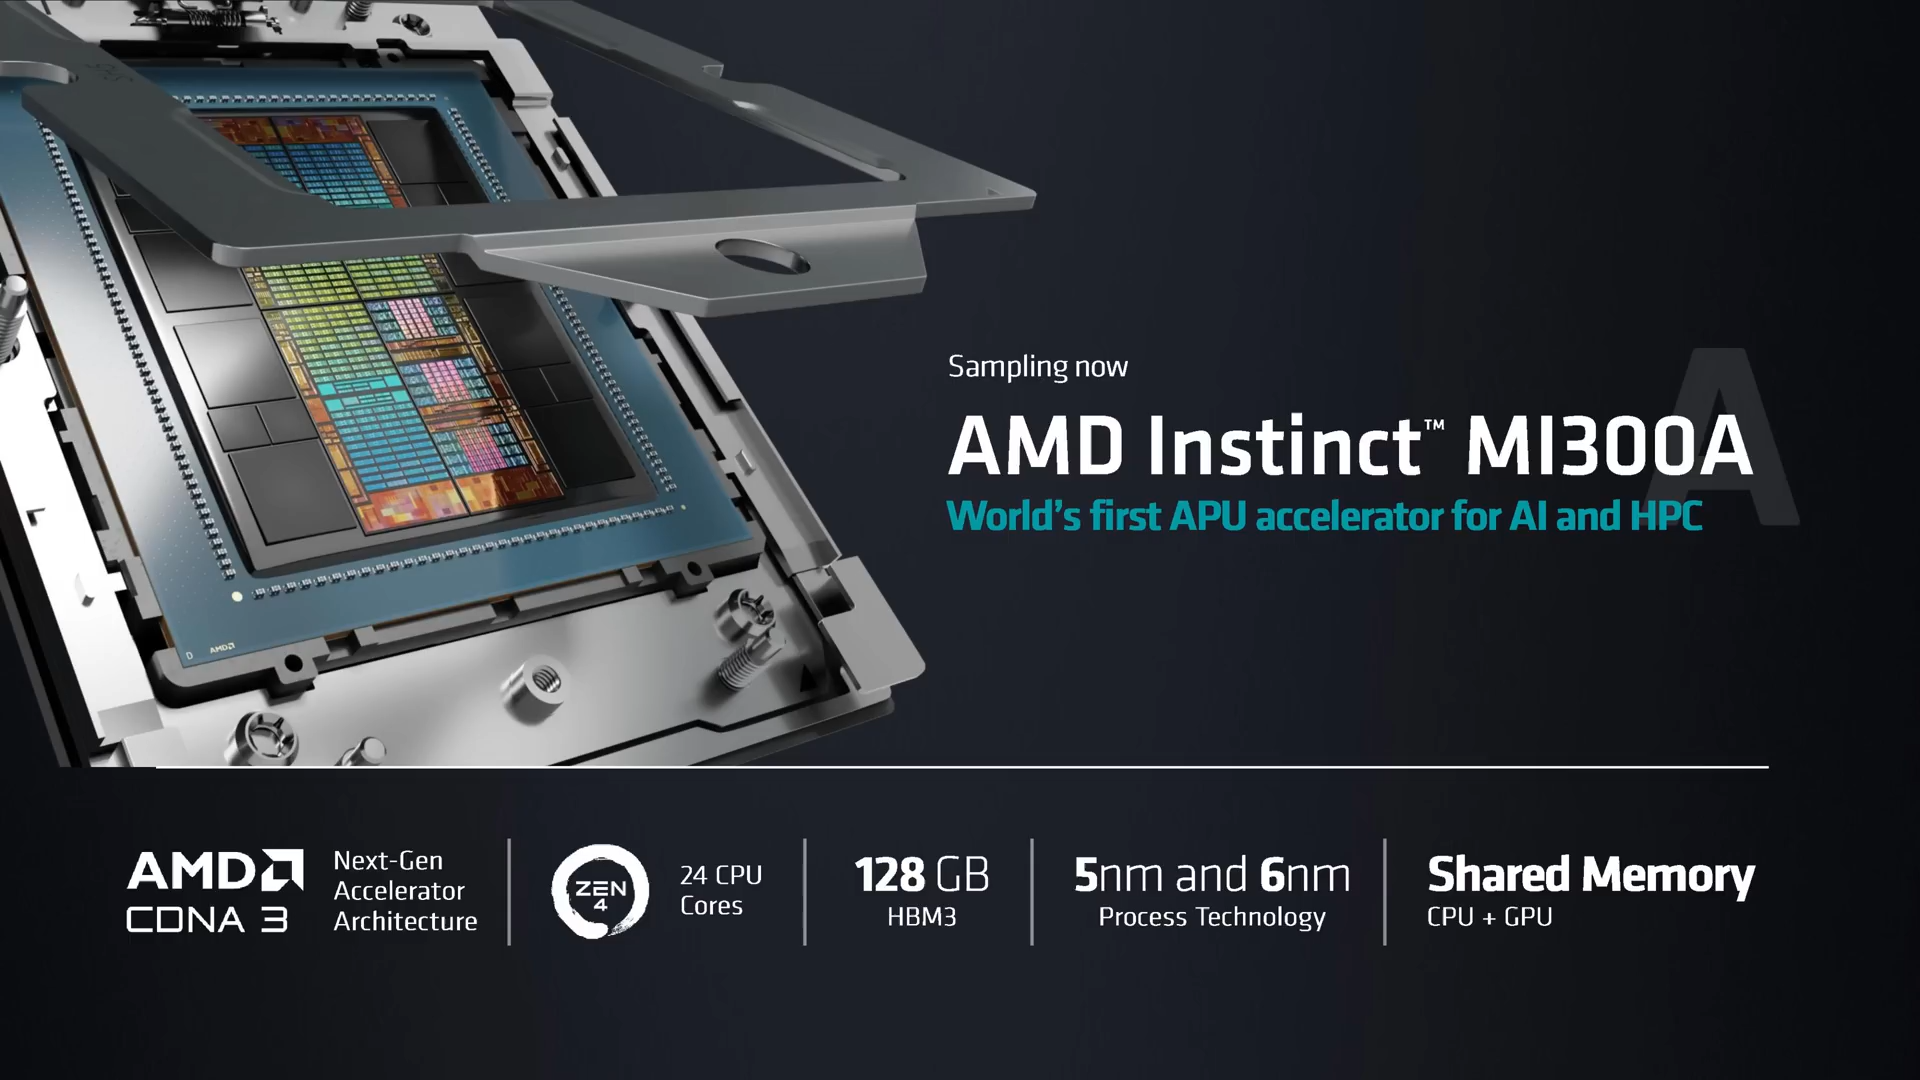 Sampling now
AMD Instinct™ MI300A
World's first APU accelerator for AI and HPC
A
D AMD
AMD
CDNA 3
Next-Gen
Accelerator
Architecture
ZEN
4
24 CPU
Cores
128 GB
HBM3
5nm and 6nm
Process Technology
Shared Memory
CPU + GPU